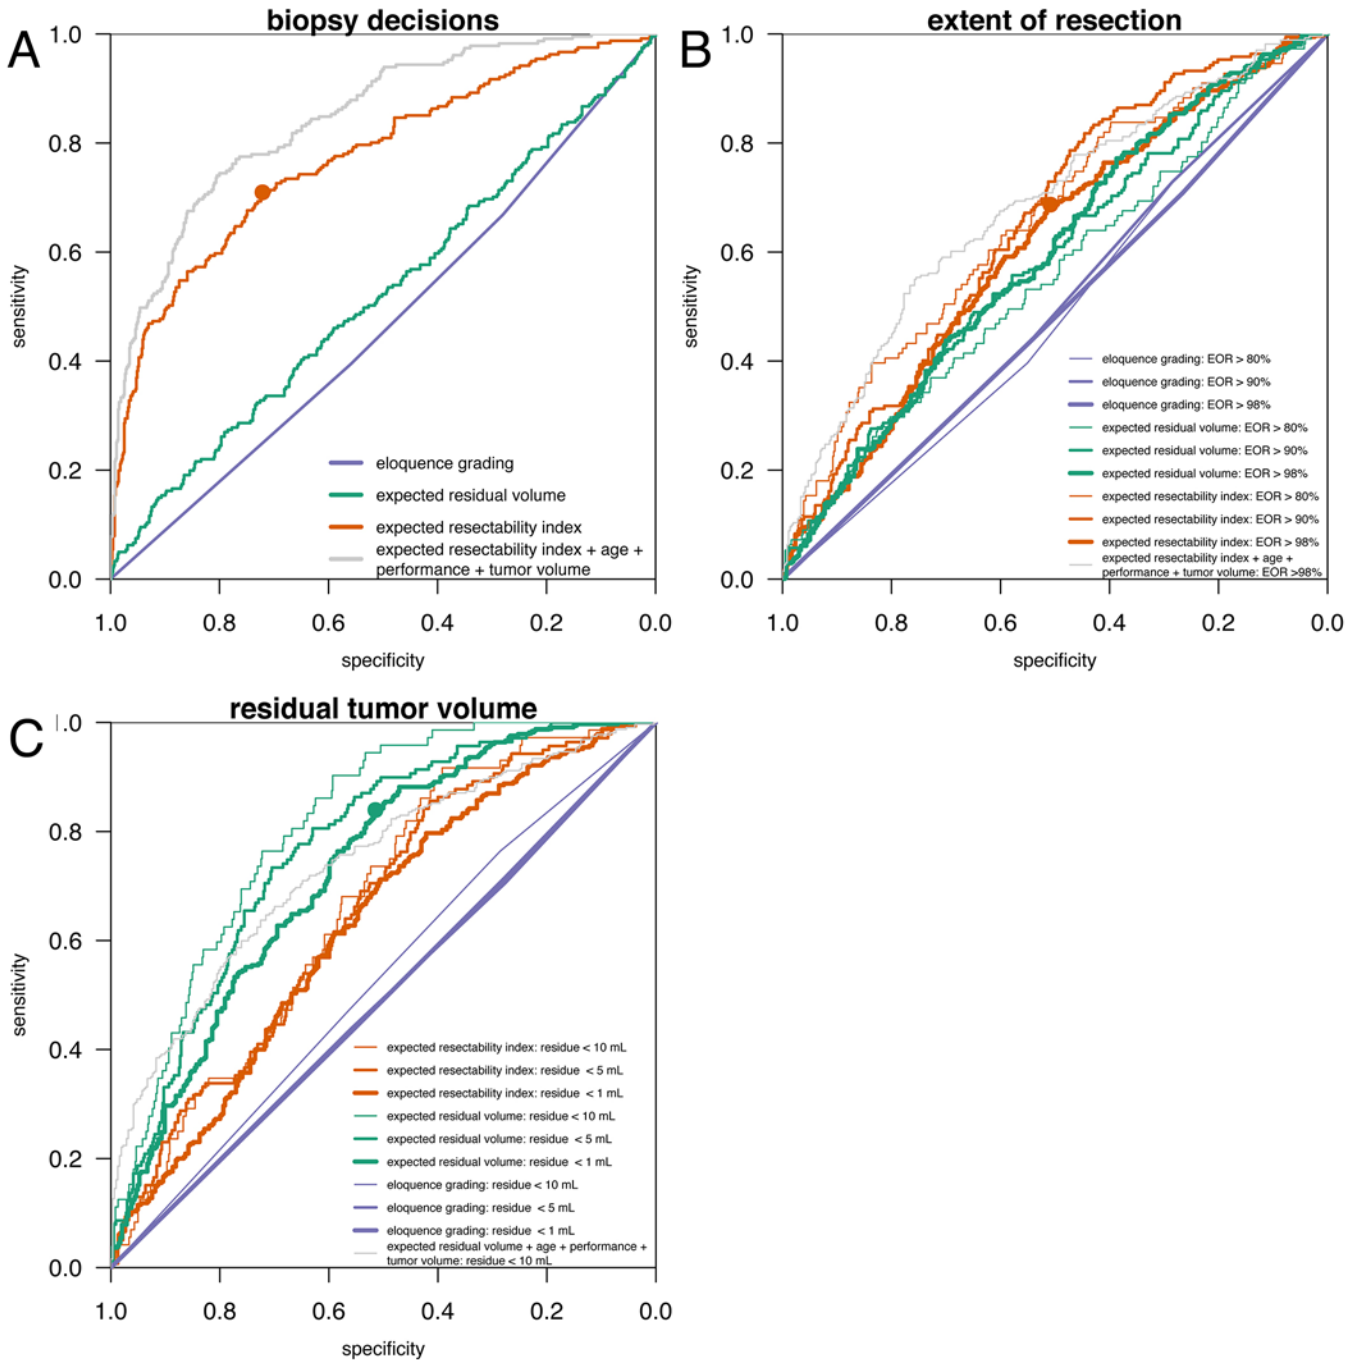 A
biopsy decisions
1.0
0.8
0.6
0.4
0.2
0.0
sensitivity
eloquence grading
expected residual volume
expected resectability index
expected resectability index + age +
performance + tumor volume
1.0 0.8 0.6 0.4 0.2 0.0
specificity
B
extent of resection
1.0
0.8
0.6
0.4
0.2
0.0
sensitivity
eloquence grading: EOR > 80%
eloquence grading: EOR > 90%
eloquence grading: EOR > 98%
expected residual volume: EOR > 80%
expected residual volume: EOR > 90%
expected residual volume: EOR > 98%
expected resectability index: EOR > 80%
expected resectability index: EOR > 90%
expected resectability index: EOR > 98%
expected resectability index + age +
performance + tumor volume: EOR >98%
1.0 0.8 0.6 0.4 0.2 0.0
specificity
C
residual tumor volume
.0
0.8
0.6
0.4
0.2
0.0
sensitivity
expected resectability index: residue < 10 mL
expected resectability index: residue < 5 mL
expected resectability index: residue < 1 mL
expected residual volume: residue < 10 mL
expected residual volume: residue < 5 mL
expected residual volume: residue < 1 mL
eloquence grading: residue < 10 mL
eloquence grading: residue < 5 mL
eloquence grading: residue < 1 mL
expected residual volume + age + performance +
tumor volume: residue < 10 mL
1.0 0.8 0.6 0.4 0.2 0.0
specificity